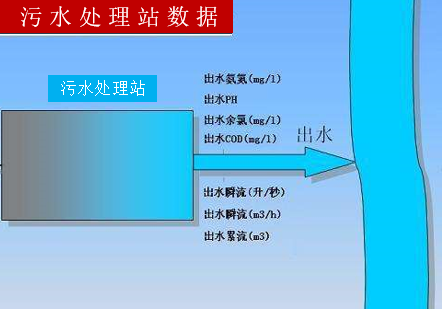 污水处理站数据
污水处理站
出水氨氮(mg/l)
出水PH
出水余氯(mg/l)
出水COD(mg/l)
出水
出水瞬流(升/秒)
出水瞬流(m3/h)
出水累流(m3)